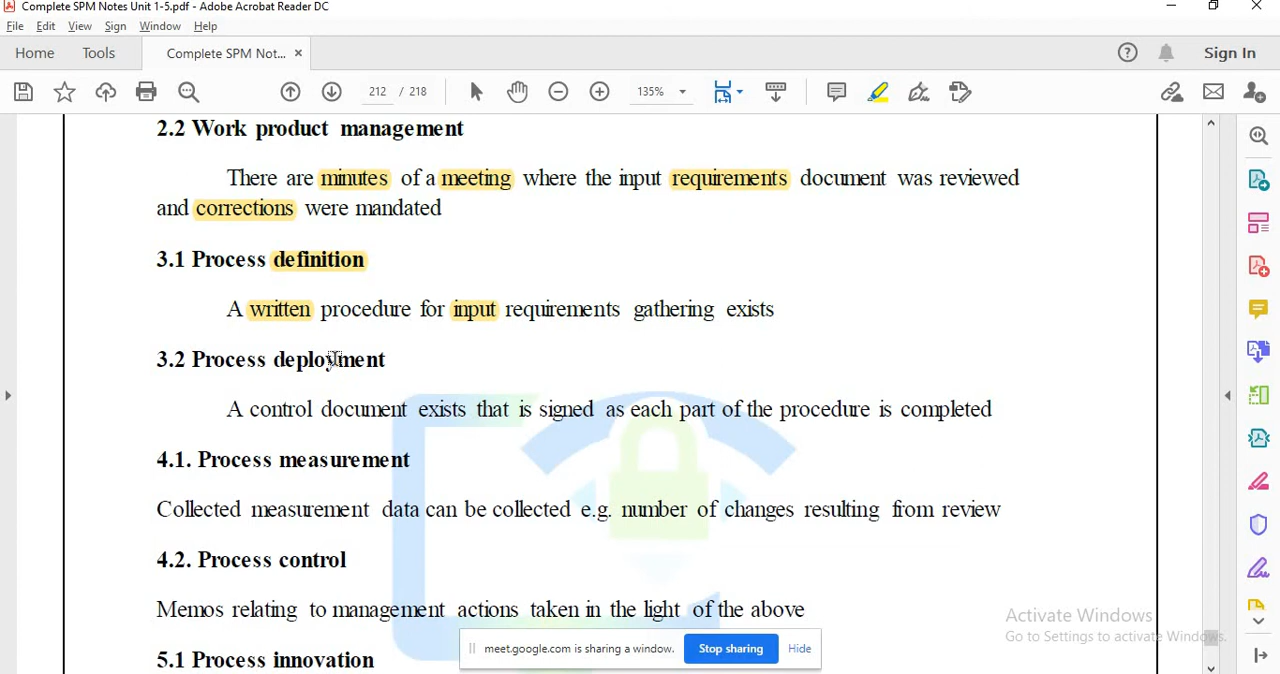 Complete SPM Notes Unit 1-5.pdf - Adobe Acrobat Reader DC
File Edit View Sign Window Help
Home Tools Complete SPM Not... × Sign In
212 / 218 135%
2.2 Work product management
There are minutes of a meeting where the input requirements document was reviewed
and corrections were mandated
3.1 Process definition
A written procedure for input requirements gathering exists
3.2 Process deployment
A control document exists that is signed as each part of the procedure is completed
4.1. Process measurement
Collected measurement data can be collected e.g. number of changes resulting from review
4.2. Process control
Memos relating to management actions taken in the light of the above
Activate Windows
Go to Settings to activate Windows.
meet.google.com is sharing a window. Stop sharing Hide
5.1 Process innovation